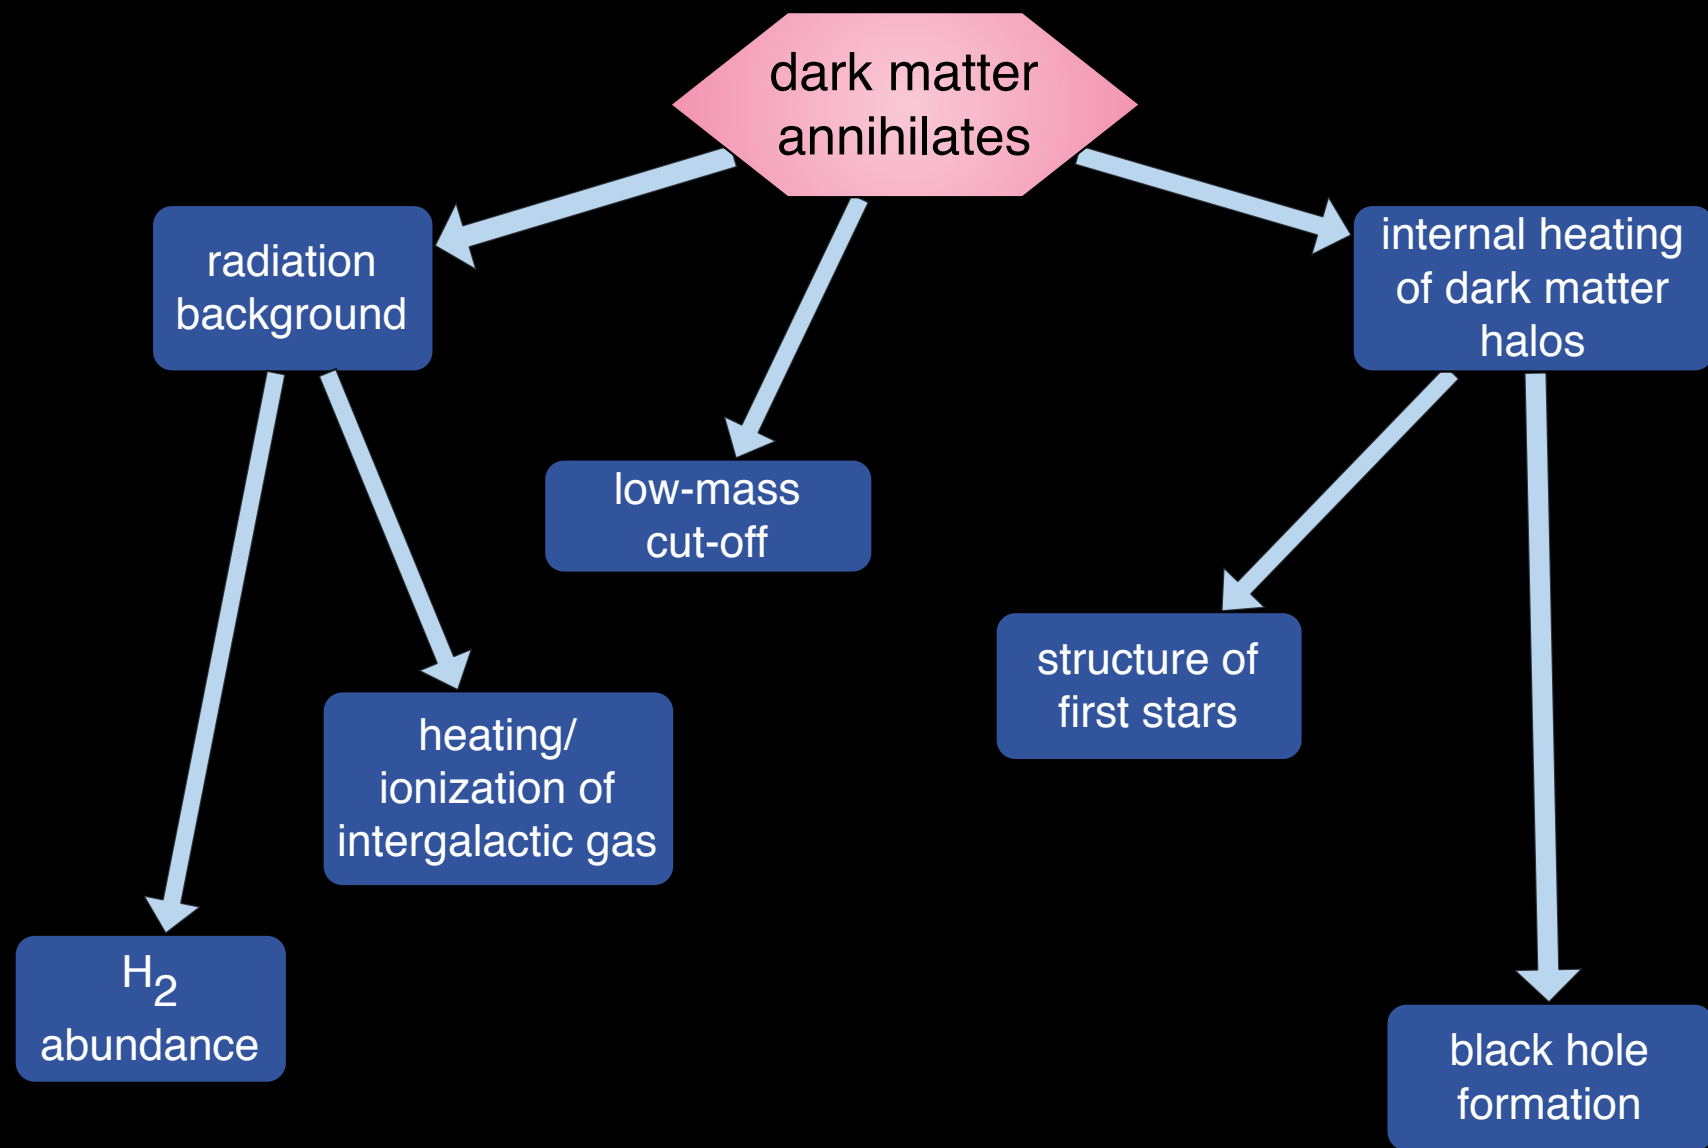 dark matter
annihilates
radiation
background
internal heating
of dark matter
halos
low-mass
cut-off
structure of
first stars
heating/
ionization of
intergalactic gas
H2
abundance
black hole
formation